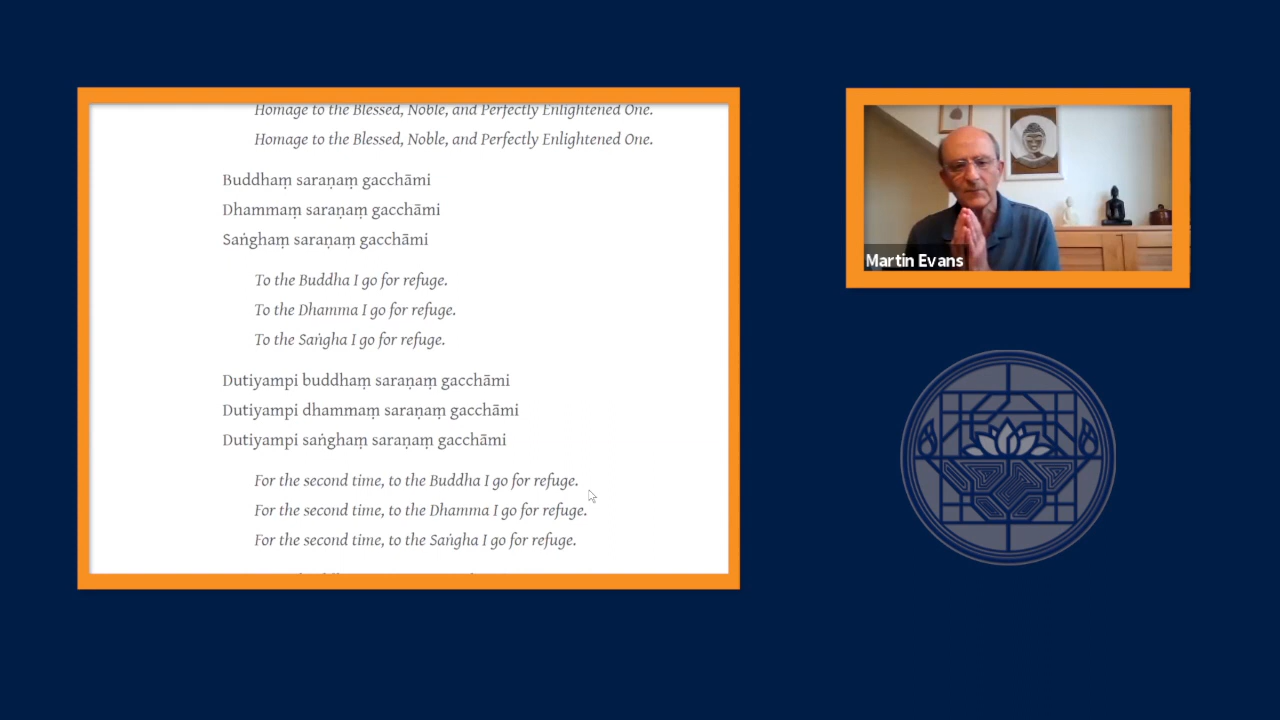 Homage to the Blessed, Noble, and Perfectly Enlightened One.
Homage to the Blessed, Noble, and Perfectly Enlightened One.
Buddhaṃ saraṇaṃ gacchāmi
Dhammaṃ saraṇaṃ gacchāmi
Saṅghaṃ saraṇaṃ gacchāmi
To the Buddha I go for refuge.
To the Dhamma I go for refuge.
To the Saṅgha I go for refuge.
Dutiyampi buddhaṃ saraṇaṃ gacchāmi
Dutiyampi dhammaṃ saraṇaṃ gacchāmi
Dutiyampi saṅghaṃ saraṇaṃ gacchāmi
For the second time, to the Buddha I go for refuge.
For the second time, to the Dhamma I go for refuge.
For the second time, to the Saṅgha I go for refuge.
Martin Evans